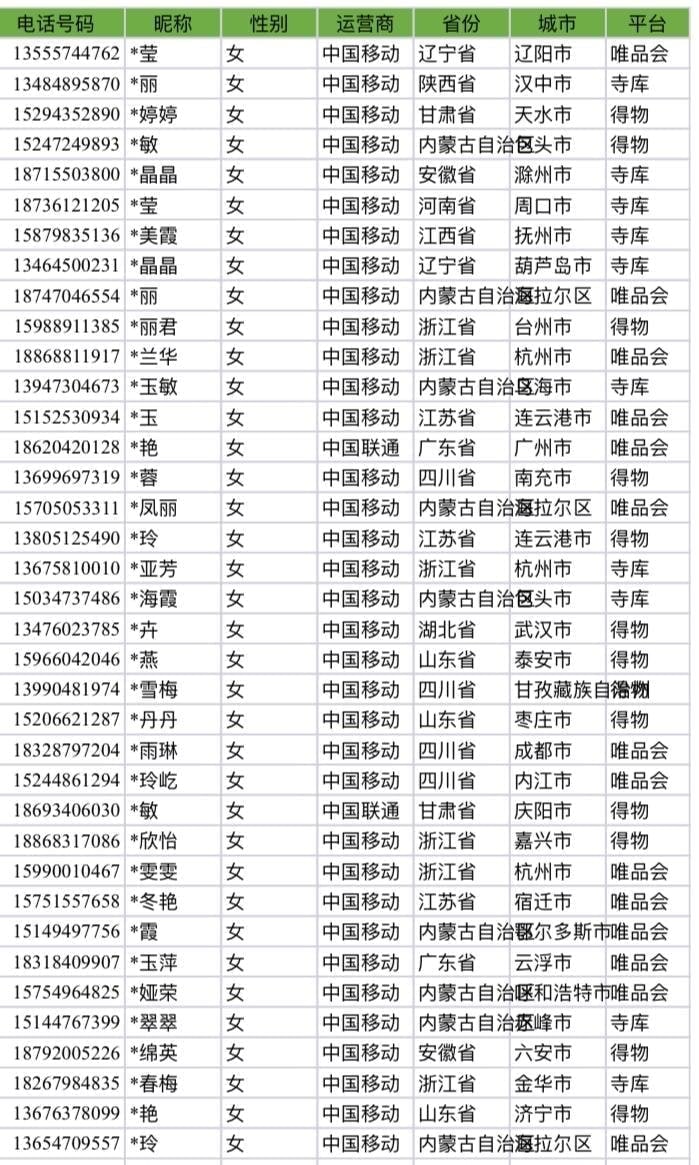 电话号码 昵称 性别 运营商 省份 城市 平台
13555744762 *莹 女 中国移动 辽宁省 辽阳市 唯品会
13484895870 *丽 女 中国移动 陕西省 汉中市 寺库
15294352890 *婷婷 女 中国移动 甘肃省 天水市 得物
15247249893 *敏 女 中国移动 内蒙古自治区 包头市 得物
18715503800 *晶晶 女 中国移动 安徽省 滁州市 寺库
18736121205 *莹 女 中国移动 河南省 周口市 寺库
15879835136 *美霞 女 中国移动 江西省 抚州市 寺库
13464500231 *晶晶 女 中国移动 辽宁省 葫芦岛市 寺库
18747046554 *丽 女 中国移动 内蒙古自治区 海拉尔区 唯品会
15988911385 *丽君 女 中国移动 浙江省 台州市 得物
18868811917 *兰华 女 中国移动 浙江省 杭州市 唯品会
13947304673 *玉敏 女 中国移动 内蒙古自治区 乌海市 寺库
15152530934 *玉 女 中国移动 江苏省 连云港市 唯品会
18620420128 *艳 女 中国联通 广东省 广州市 唯品会
13699697319 *蓉 女 中国移动 四川省 南充市 得物
15705053311 *凤丽 女 中国移动 内蒙古自治区 海拉尔区 唯品会
13805125490 *玲 女 中国移动 江苏省 连云港市 得物
13675810010 *亚芳 女 中国移动 浙江省 杭州市 寺库
15034737486 *海霞 女 中国移动 内蒙古自治区 包头市 寺库
13476023785 *卉 女 中国移动 湖北省 武汉市 得物
15966042046 *燕 女 中国移动 山东省 泰安市 得物
13990481974 *雪梅 女 中国移动 四川省 甘孜藏族自治州 得物
15206621287 *丹丹 女 中国移动 山东省 枣庄市 得物
18328797204 *雨琳 女 中国移动 四川省 成都市 唯品会
15244861294 *玲屹 女 中国移动 四川省 内江市 唯品会
18693406030 *敏 女 中国联通 甘肃省 庆阳市 得物
18868317086 *欣怡 女 中国移动 浙江省 嘉兴市 得物
15990010467 *雯雯 女 中国移动 浙江省 杭州市 唯品会
15751557658 *冬艳 女 中国移动 江苏省 宿迁市 唯品会
15149497756 *霞 女 中国移动 内蒙古自治区 鄂尔多斯市 唯品会
18318409907 *玉萍 女 中国移动 广东省 云浮市 唯品会
15754964825 *娅荣 女 中国移动 内蒙古自治区 呼和浩特市 唯品会
15144767399 *翠翠 女 中国移动 内蒙古自治区 赤峰市 寺库
18792005226 *绵英 女 中国移动 安徽省 六安市 得物
18267984835 *春梅 女 中国移动 浙江省 金华市 寺库
13676378099 *艳 女 中国移动 山东省 济宁市 得物
13654709557 *玲 女 中国移动 内蒙古自治区 海拉尔区 唯品会